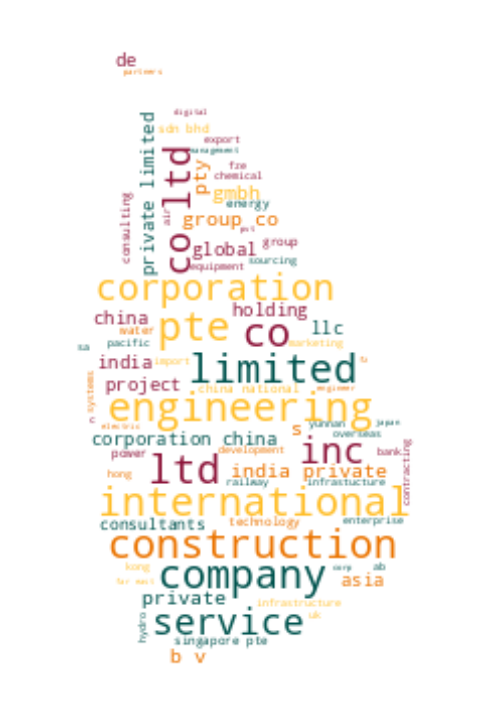 de
partners
digital
sdn bhd
export
management
private limited
co ltd
pty
fze
chemical
gmbh
energy
consulting
air
group co
pvt
group
global
sourcing
equipment
corporation
holding
china
pte
co
llc
water
pacific
marketing
sa
limited
india
import
project
china national
engineer
systems
engineering
c
electric
s
yunnan
japan
overseas
corporation china
inc
bank
power
development
ltd
contracting
hong
india private
railway
infrastucture
international
consultants
technology
enterprise
construction
kong
company
corp
ab
far east
asia
private
infrastructure
hydro
service
uk
singapore pte
b v